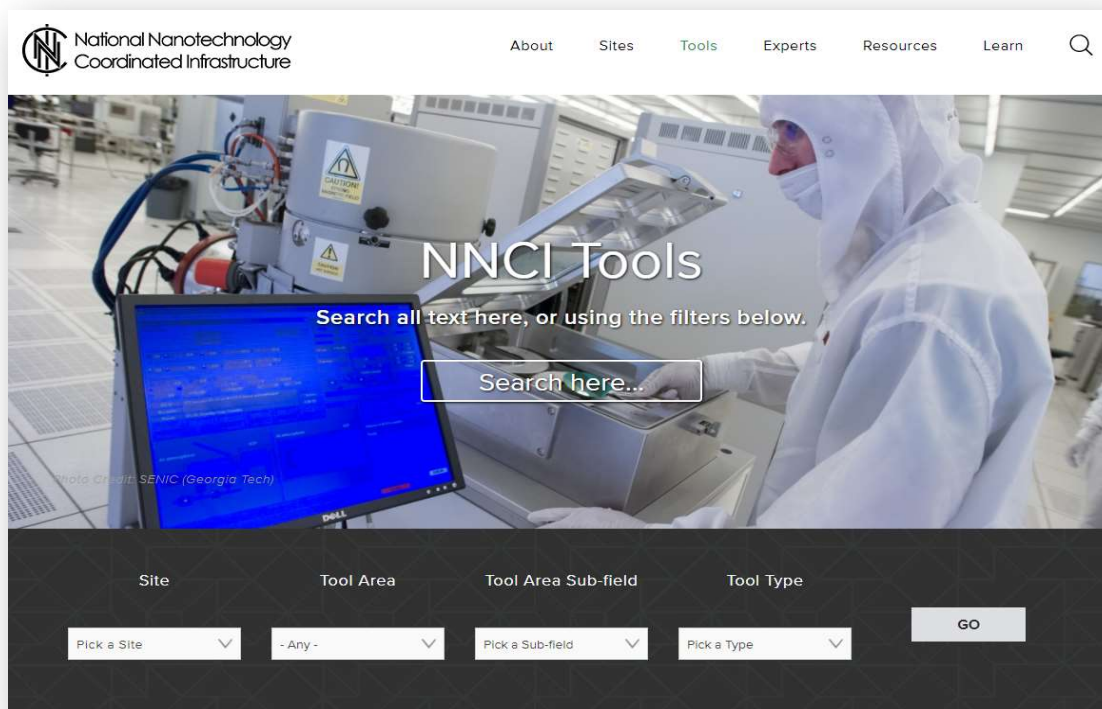 National Nanotechnology
Coordinated Infrastructure
About Sites Tools Experts Resources Learn
CAUTION!
CAUTION!
NNCI Tools
Search all text here, or using the filters below.
Search here...
Photo Credit: SENIC (Georgia Tech)
DELL
Site Tool Area Tool Area Sub-field Tool Type
GO
Pick a Site - Any - Pick a Sub-field Pick a Type